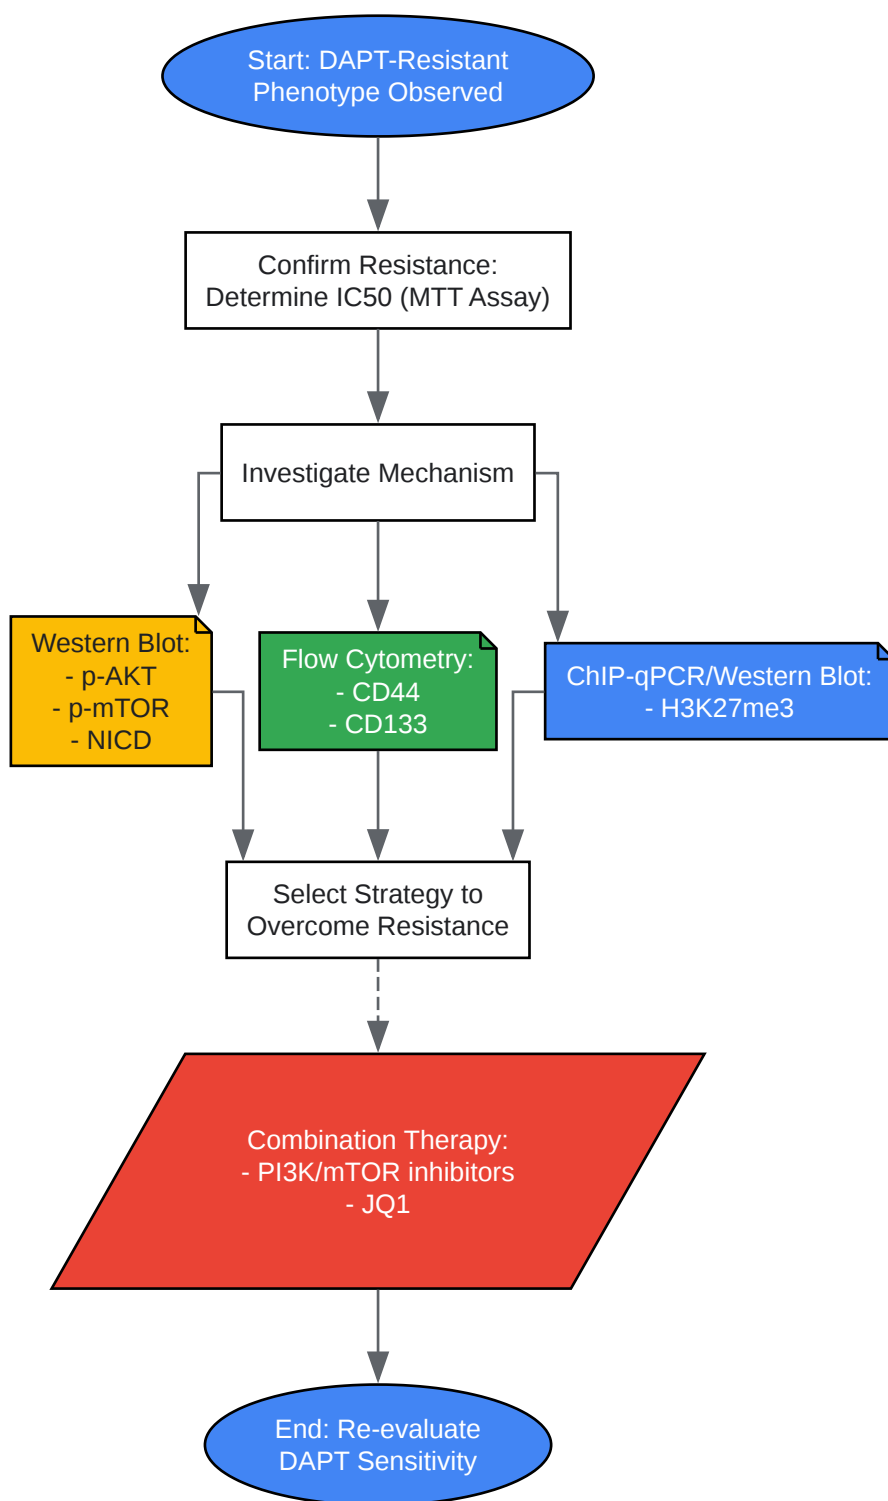 Start: DAPT-Resistant
Phenotype Observed
Confirm Resistance:
Determine IC50 (MTT Assay)
Investigate Mechanism
Western Blot:
- p-AKT
- p-mTOR
- NICD
Flow Cytometry:
- CD44
- CD133
ChIP-qPCR/Western Blot:
- H3K27me3
Select Strategy to
Overcome Resistance
Combination Therapy:
- PI3K/mTOR inhibitors
- JQ1
End: Re-evaluate
DAPT Sensitivity